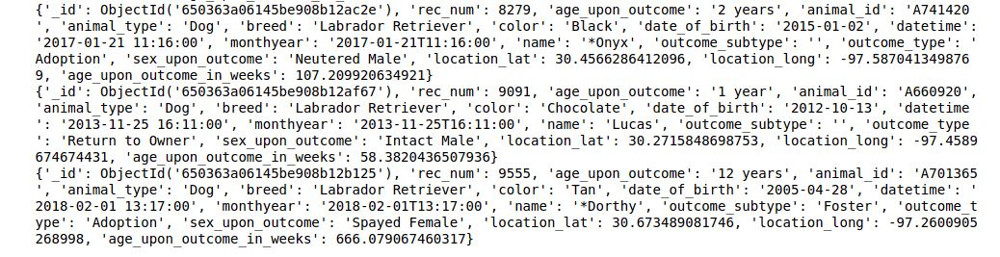 {'_id': ObjectId('650363a06145be908b12ac2e'), 'rec_num': 8279, 'age_upon_outcome': '2 years', 'animal_id': 'A741420
', 'animal_type': 'Dog', 'breed': 'Labrador Retriever', 'color': 'Black', 'date_of_birth': '2015-01-02', 'datetime':
'2017-01-21 11:16:00', 'monthyear': '2017-01-21T11:16:00', 'name': '*Onyx', 'outcome_subtype': '', 'outcome_type': '
Adoption', 'sex_upon_outcome': 'Neutered Male', 'location_lat': 30.4566286412096, 'location_long': -97.587041349876
9, 'age_upon_outcome_in_weeks': 107.209920634921}
{'_id': ObjectId('650363a06145be908b12af67'), 'rec_num': 9091, 'age_upon_outcome': '1 year', 'animal_id': 'A660920',
'animal_type': 'Dog', 'breed': 'Labrador Retriever', 'color': 'Chocolate', 'date_of_birth': '2012-10-13', 'datetime
': '2013-11-25 16:11:00', 'monthyear': '2013-11-25T16:11:00', 'name': 'Lucas', 'outcome_subtype': '', 'outcome_type
': 'Return to Owner', 'sex_upon_outcome': 'Intact Male', 'location_lat': 30.2715848698753, 'location_long': -97.4589
674674431, 'age_upon_outcome_in_weeks': 58.3820436507936}
{'_id': ObjectId('650363a06145be908b12b125'), 'rec_num': 9555, 'age_upon_outcome': '12 years', 'animal_id': 'A701365
', 'animal_type': 'Dog', 'breed': 'Labrador Retriever', 'color': 'Tan', 'date_of_birth': '2005-04-28', 'datetime': '
2018-02-01 13:17:00', 'monthyear': '2018-02-01T13:17:00', 'name': '*Dorthy', 'outcome_subtype': 'Foster', 'outcome_t
ype': 'Adoption', 'sex_upon_outcome': 'Spayed Female', 'location_lat': 30.673489081746, 'location_long': -97.2600905
268998, 'age_upon_outcome_in_weeks': 666.079067460317}